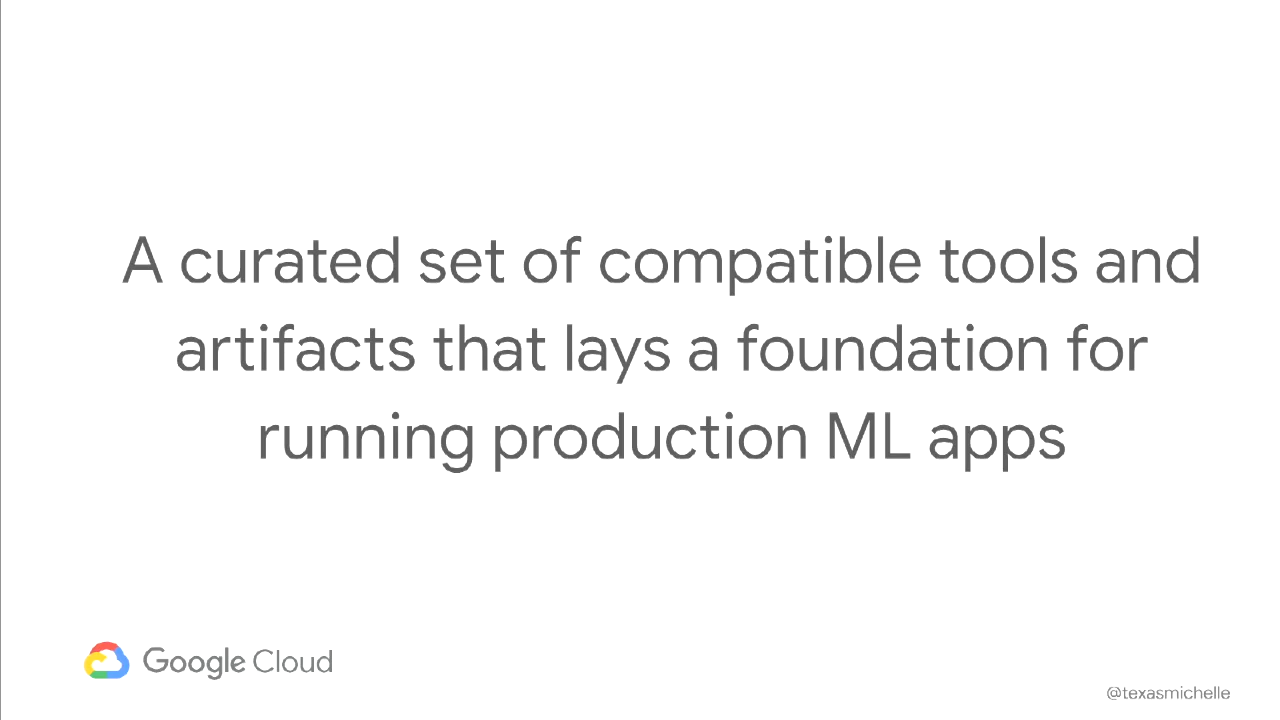 A curated set of compatible tools and
artifacts that lays a foundation for
running production ML apps
Google Cloud
@texasmichelle